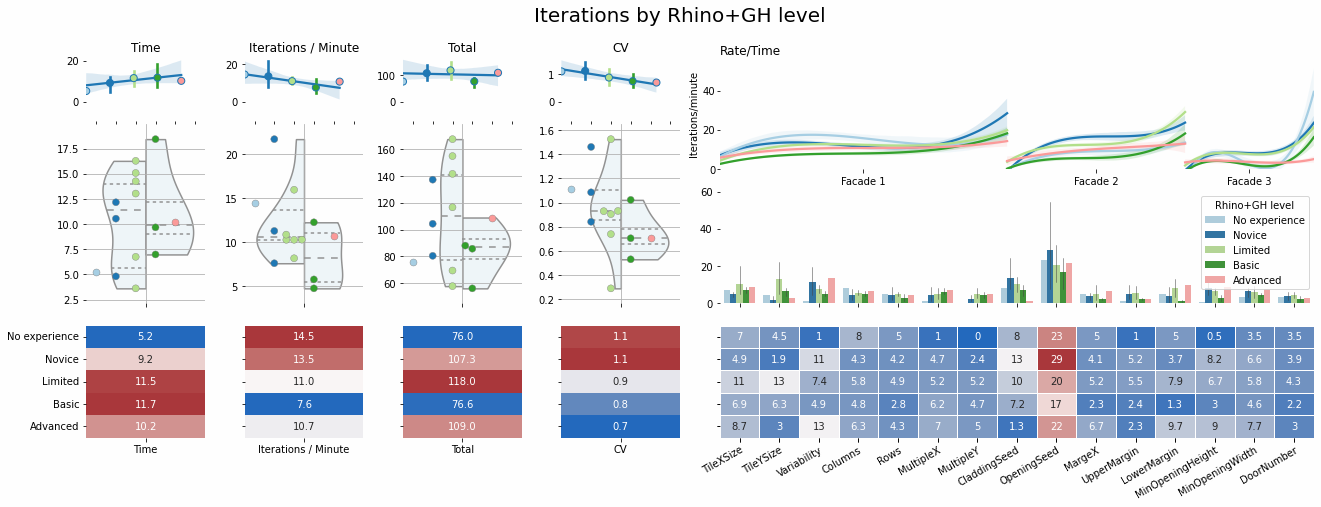 Iterations by Rhino+GH level
Time
Iterations / Minute
Total
CV
Rate/Time
20
0
20
0
100
0
1
0
Iterations/minute
40
20
0
Facade 1
Facade 2
Facade 3
17.5
15.0
12.5
10.0
7.5
5.0
2.5
20
15
10
5
160
140
120
100
80
60
1.6
1.4
1.2
1.0
0.8
0.6
0.4
0.2
60
40
20
0
Rhino+GH level
No experience
Novice
Limited
Basic
Advanced
No experience 5.2 14.5 76.0 1.1 7 4.5 1 8 5 1 0 8 23 5 1 5 0.5 3.5 3.5
Novice 9.2 13.5 107.3 1.1 4.9 1.9 11 4.3 4.2 4.7 2.4 13 29 4.1 5.2 3.7 8.2 6.6 3.9
Limited 11.5 11.0 118.0 0.9 11 13 7.4 5.8 4.9 5.2 5.2 10 20 5.2 5.5 7.9 6.7 5.8 4.3
Basic 11.7 7.6 76.6 0.8 6.9 6.3 4.9 4.8 2.8 6.2 4.7 7.2 17 2.3 2.4 1.3 3 4.6 2.2
Advanced 10.2 10.7 109.0 0.7 8.7 3 13 6.3 4.3 7 5 1.3 22 6.7 2.3 9.7 9 7.7 3
Time
Iterations / Minute
Total
CV
TileXSize
TileYSize
Variability
Columns
Rows
MultipleX
MultipleY
CladdingSeed
OpeningSeed
MargeX
UpperMargin
LowerMargin
MinOpeningHeight
MinOpeningWidth
DoorNumber